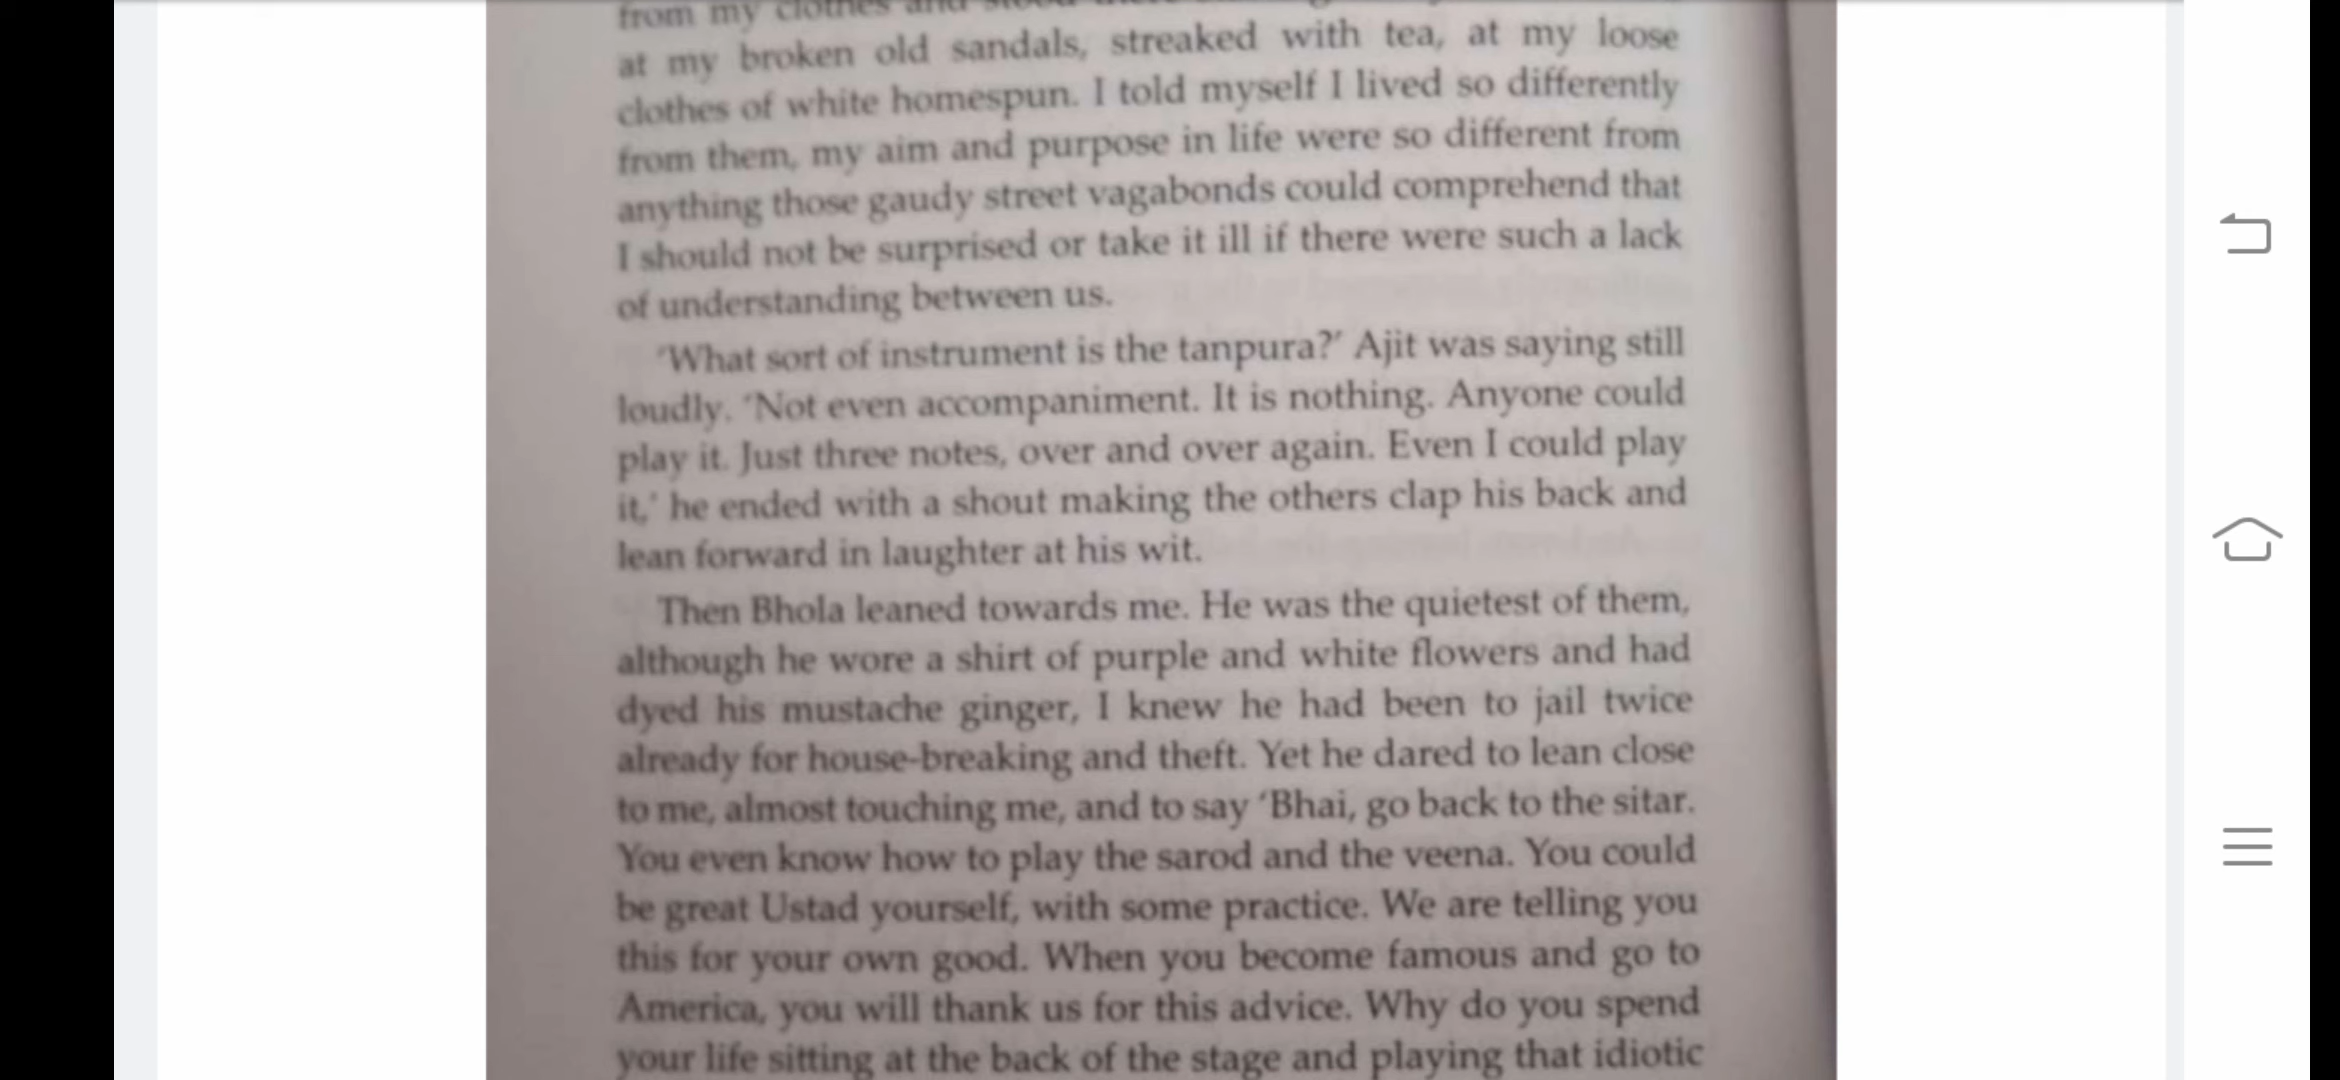 from my clothes and stood
at my broken old sandals, streaked with tea, at my loose
clothes of white homespun. I told myself I lived so differently
from them, my aim and purpose in life were so different from
anything those gaudy street vagabonds could comprehend that
I should not be surprised or take it ill if there were such a lack
of understanding between us.
'What sort of instrument is the tanpura?' Ajit was saying still
loudly. 'Not even accompaniment. It is nothing. Anyone could
play it. Just three notes, over and over again. Even I could play
it,' he ended with a shout making the others clap his back and
lean forward in laughter at his wit.
Then Bhola leaned towards me. He was the quietest of them,
although he wore a shirt of purple and white flowers and had
dyed his mustache ginger, I knew he had been to jail twice
already for house-breaking and theft. Yet he dared to lean close
to me, almost touching me, and to say 'Bhai, go back to the sitar.
You even know how to play the sarod and the veena. You could
be great Ustad yourself, with some practice. We are telling you
this for your own good. When you become famous and go to
America, you will thank us for this advice. Why do you spend
your life sitting at the back of the stage and playing that idiotic